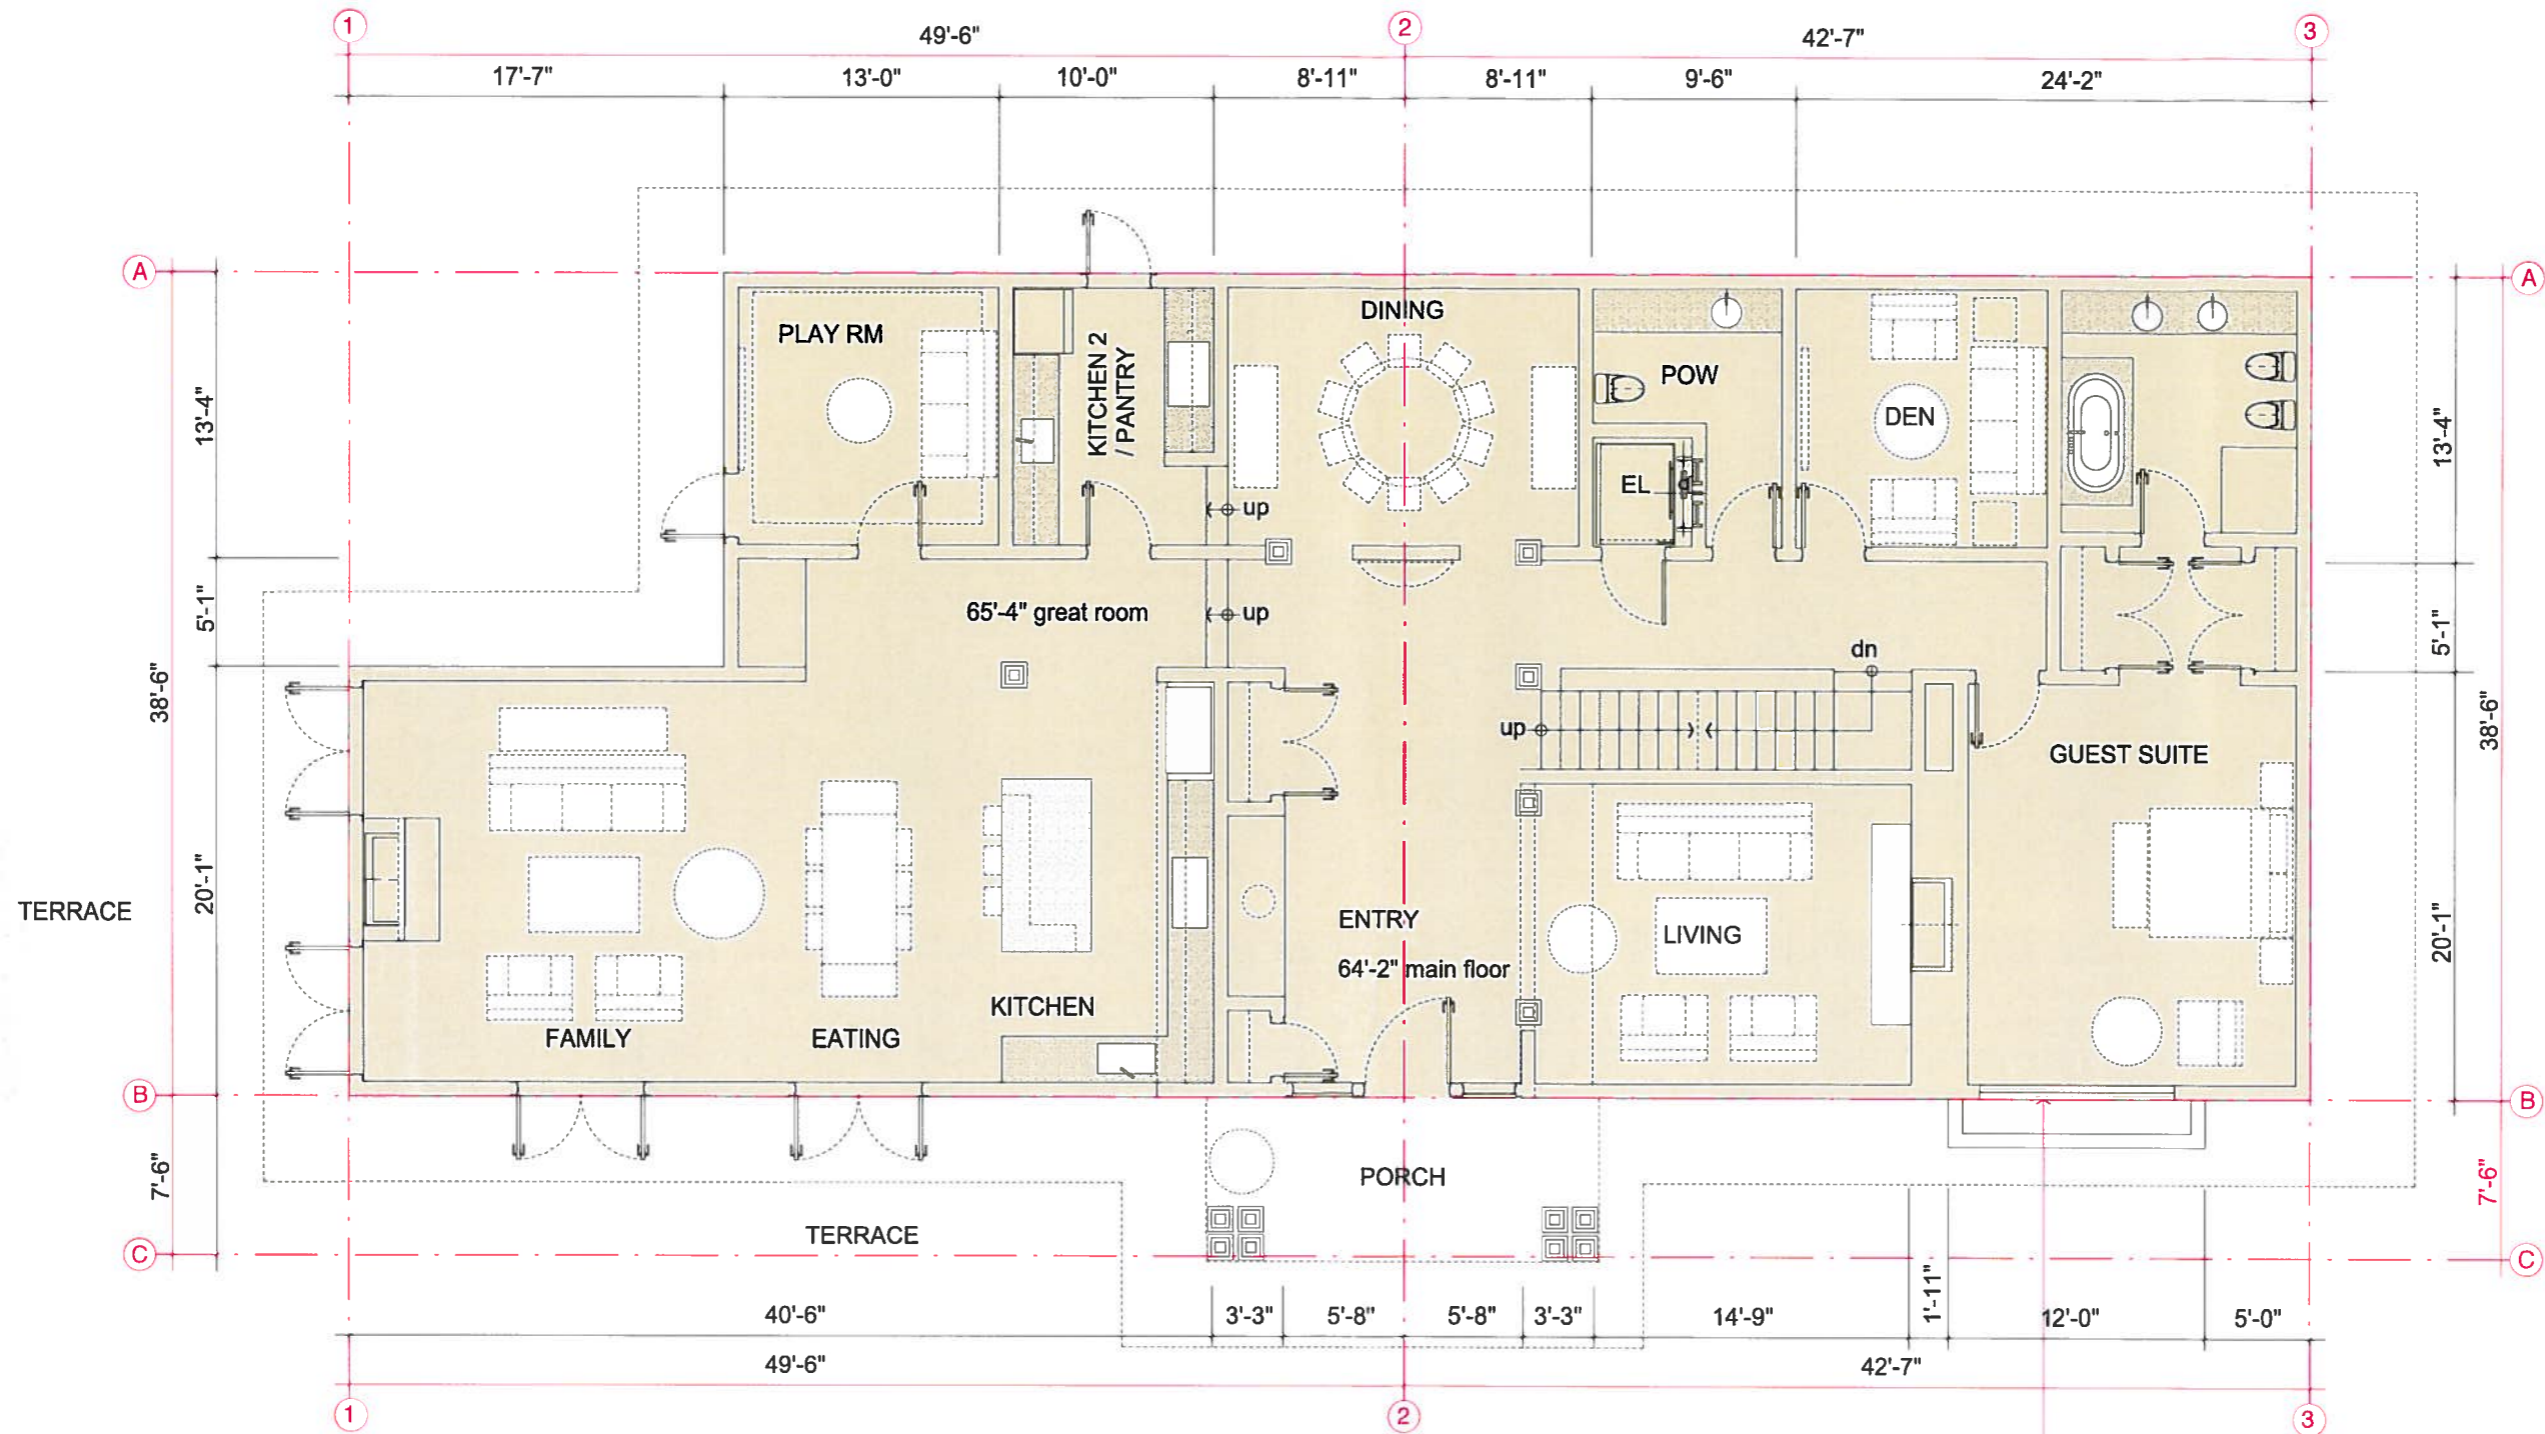 1
2
3
49'-6"
42'-7"
17'-7"
13'-0"
10'-0"
8'-11"
8'-11"
9'-6"
24'-2"
A
A
13'-4"
5'-1"
38'-6"
20'-1"
7'-6"
PLAY RM
KITCHEN 2
/ PANTRY
DINING
POW
DEN
EL
up
up
65'-4" great room
dn
up
GUEST SUITE
13'-4"
5'-1"
38'-6"
20'-1"
7'-6"
TERRACE
ENTRY
LIVING
64'-2" main floor
KITCHEN
FAMILY
EATING
B
B
PORCH
TERRACE
C
C
40'-6"
3'-3"
5'-8"
5'-8"
3'-3"
14'-9"
1'-11"
12'-0"
5'-0"
49'-6"
42'-7"
1
2
3